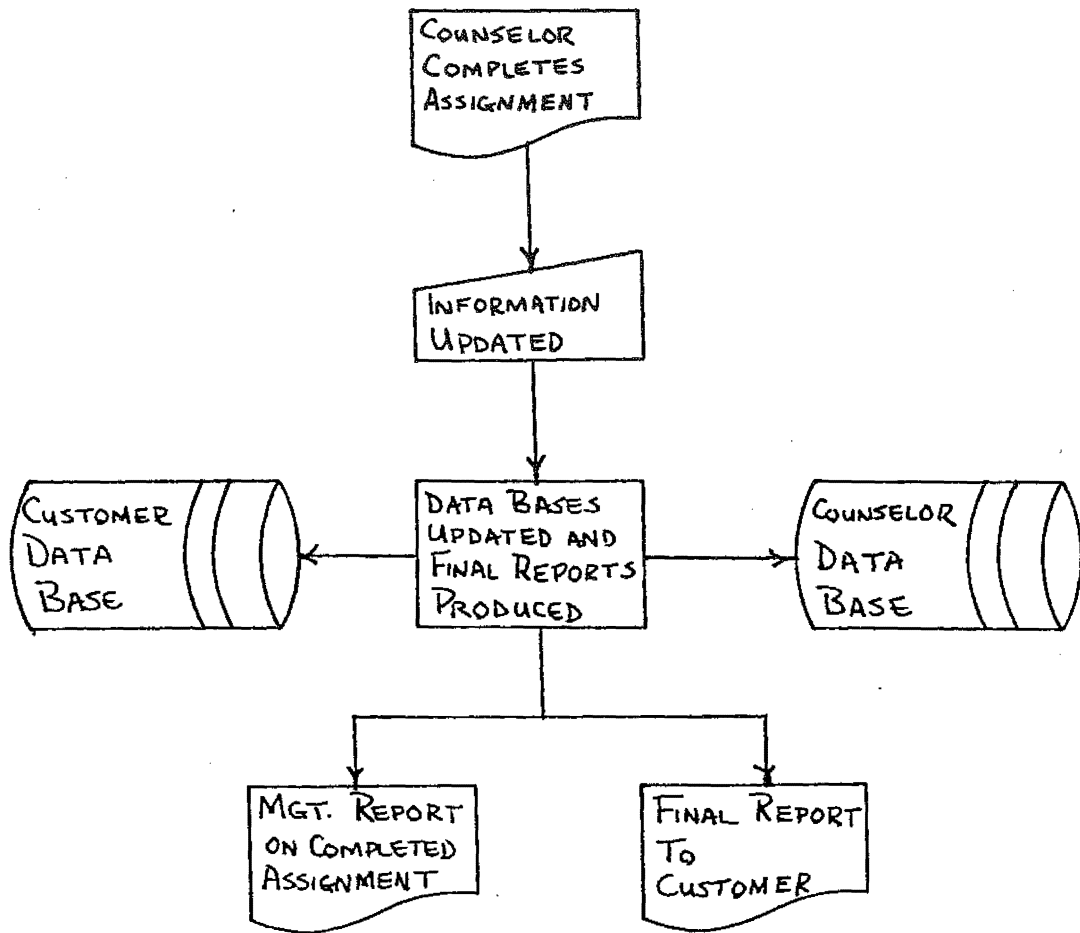 COUNSELOR
COMPLETES
ASSIGNMENT
INFORMATION
UPDATED
CUSTOMER
DATA
BASE
DATA BASES
UPDATED AND
FINAL REPORTS
PRODUCED
COUNSELOR
DATA
BASE
MGT. REPORT
ON COMPLETED
ASSIGNMENT
FINAL REPORT
TO
CUSTOMER